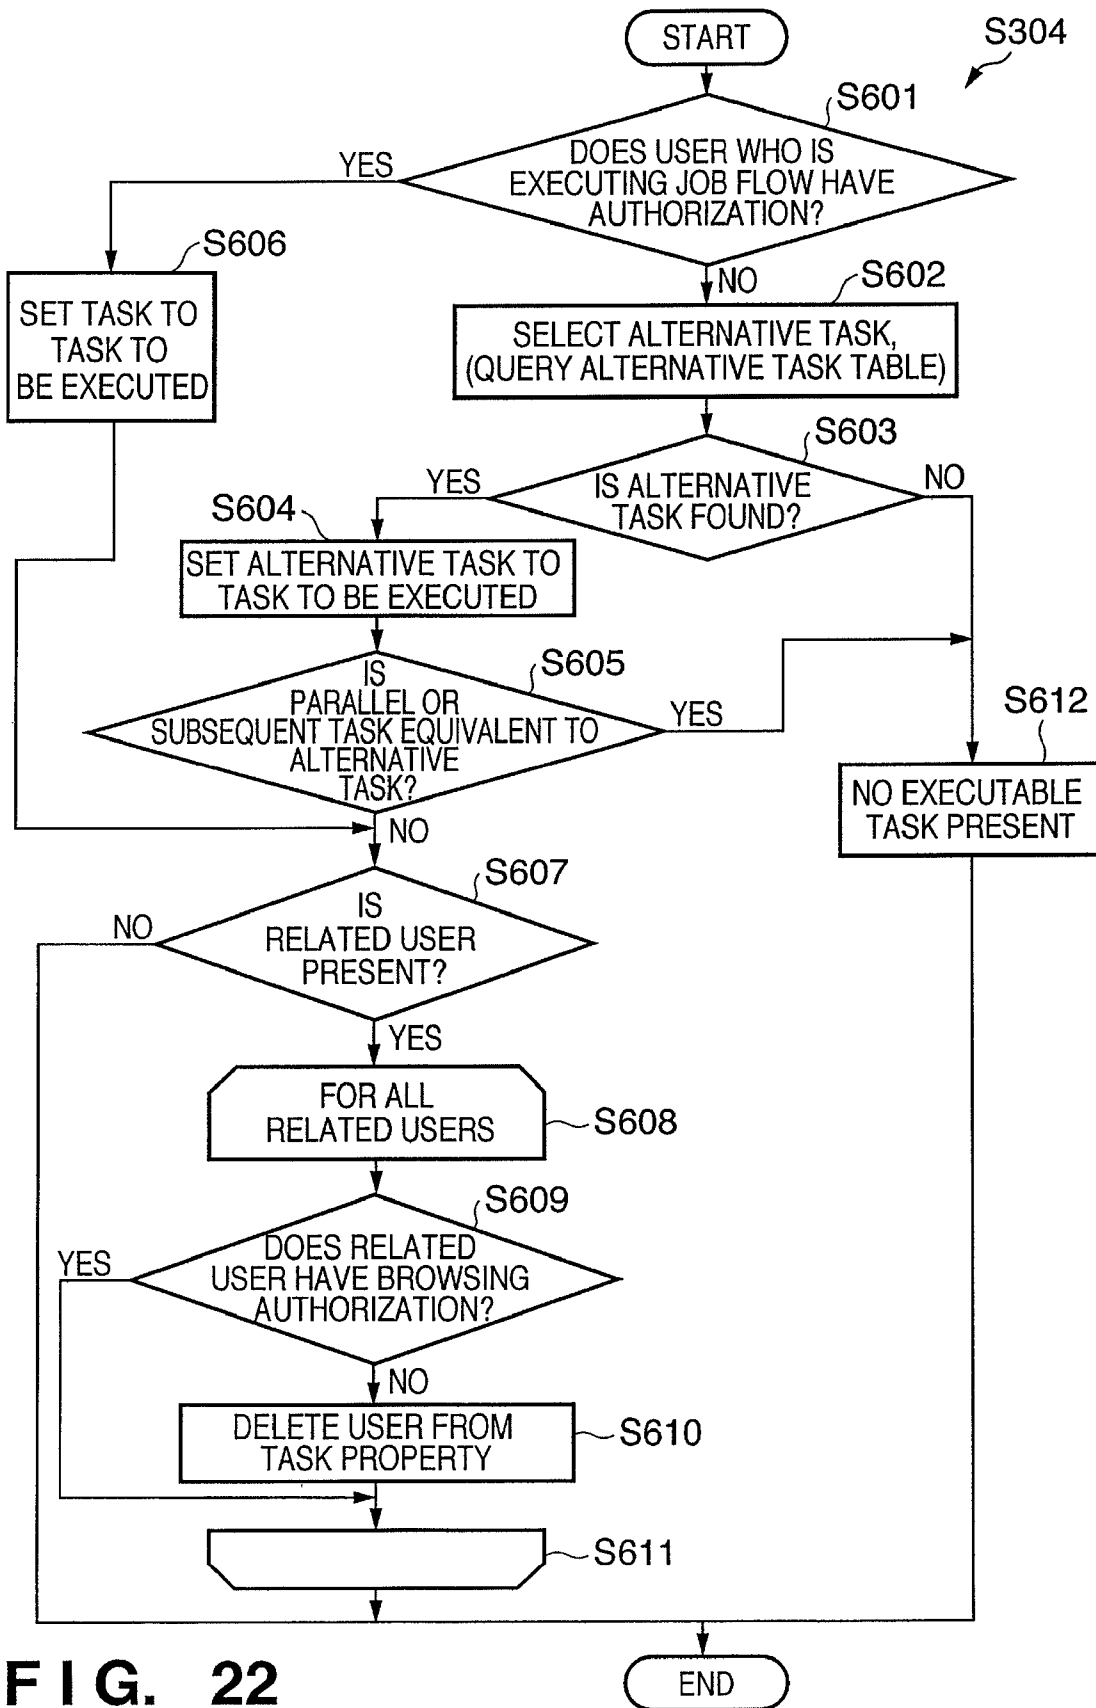 START
S304
S601
DOES USER WHO IS
EXECUTING JOB FLOW HAVE
AUTHORIZATION?
YES
NO
S606
SET TASK TO
TASK TO
BE EXECUTED
S602
SELECT ALTERNATIVE TASK,
(QUERY ALTERNATIVE TASK TABLE)
S603
IS ALTERNATIVE
TASK FOUND?
YES
NO
S604
SET ALTERNATIVE TASK TO
TASK TO BE EXECUTED
S605
IS
PARALLEL OR
SUBSEQUENT TASK EQUIVALENT TO
ALTERNATIVE
TASK?
YES
NO
S612
NO EXECUTABLE
TASK PRESENT
S607
IS
RELATED USER
PRESENT?
NO
YES
FOR ALL
RELATED USERS
S608
S609
DOES RELATED
USER HAVE BROWSING
AUTHORIZATION?
YES
NO
DELETE USER FROM
TASK PROPERTY
S610
S611
END
FIG. 22